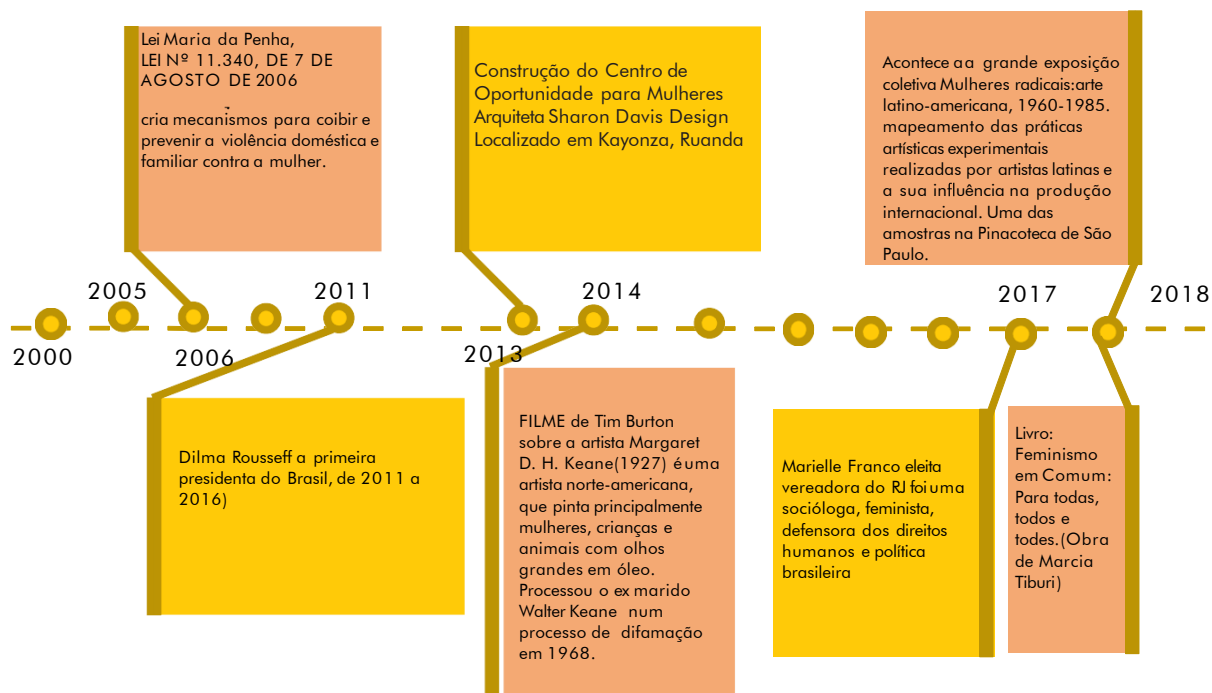 Lei Maria da Penha,
LEI Nº 11.340, DE 7 DE
AGOSTO DE 2006
cria mecanismos para coibir e
prevenir a violência doméstica e
familiar contra a mulher.
Construção do Centro de
Oportunidade para Mulheres
Arquiteta Sharon Davis Design
Localizado em Kayonza, Ruanda
Acontece aa grande exposição
coletiva Mulheres radicais:arte
latino-americana, 1960-1985.
mapeamento das práticas
artísticas experimentais
realizadas por artistas latinas e
a sua influência na produção
internacional. Uma das
amostras na Pinacoteca de São
Paulo.
2005
2011
2014
2017
2018
2000
2006
2013
Dilma Rousseff a primeira
presidenta do Brasil, de 2011 a
2016)
FILME de Tim Burton
sobre a artista Margaret
D. H. Keane(1927) éuma
artista norte-americana,
que pinta principalmente
mulheres, crianças e
animais com olhos
grandes em óleo.
Processou o ex marido
Walter Keane num
processo de difamação
em 1968.
Marielle Franco eleita
vereadora do RJ foi uma
socióloga, feminista,
defensora dos direitos
humanos e política
brasileira
Livro:
Feminismo
em Comum:
Para todas,
todos e
todes.(Obra
de Marcia
Tiburi)